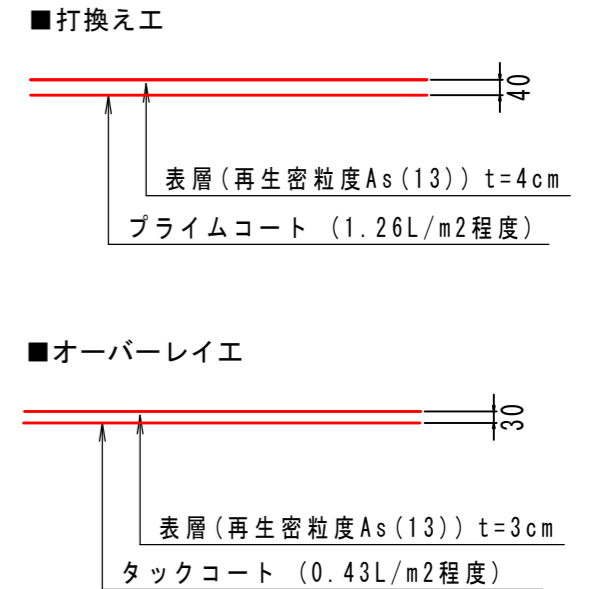 ■打換え工
40
表層(再生密粒度As(13)) t=4cm
プライムコート (1.26L/m2程度)
■オーバーレイ工
30
表層(再生密粒度As(13)) t=3cm
タックコート (0.43L/m2程度)